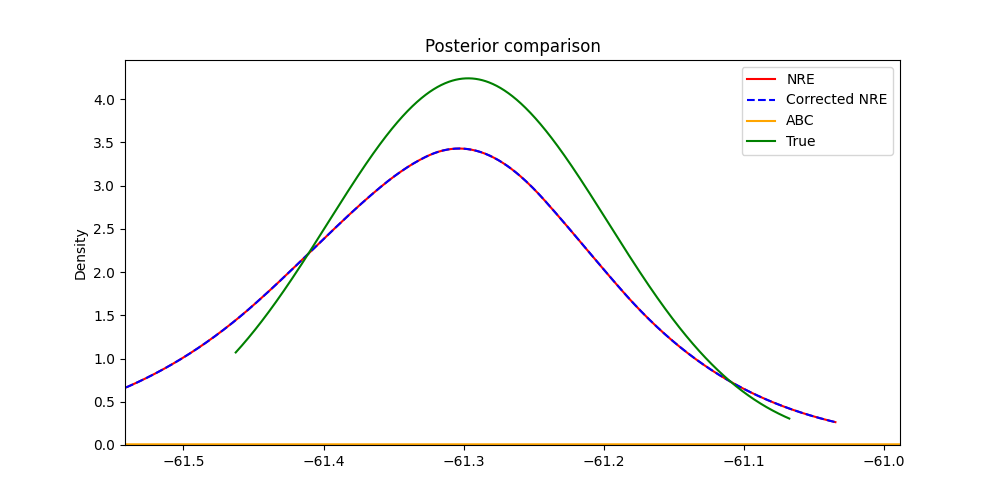 Posterior comparison
NRE
Corrected NRE
ABC
True
Density
4.0
3.5
3.0
2.5
2.0
1.5
1.0
0.5
0.0
−61.5 −61.4 −61.3 −61.2 −61.1 −61.0